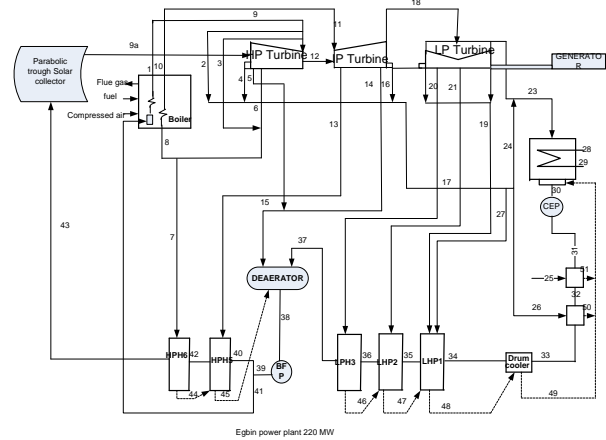 18
9
11
9a
HP Turbine
IP Turbine
LP Turbine
GENERATO
R
Parabolic
trough Solar
collector
1
10
2
3
4
5
12
14
16
20
21
23
Flue gas
fuel
Compressed air
Boiler
6
13
19
24
8
28
29
17
30
CEP
15
27
43
7
37
31
DEAERATOR
25
51
32
38
26
50
HPH6
42
HPH5
40
39
BF
P
41
LPH3
36
LHP2
35
LHP1
34
Drum
cooler
33
44
45
46
47
48
49
Egbin power plant 220 MW